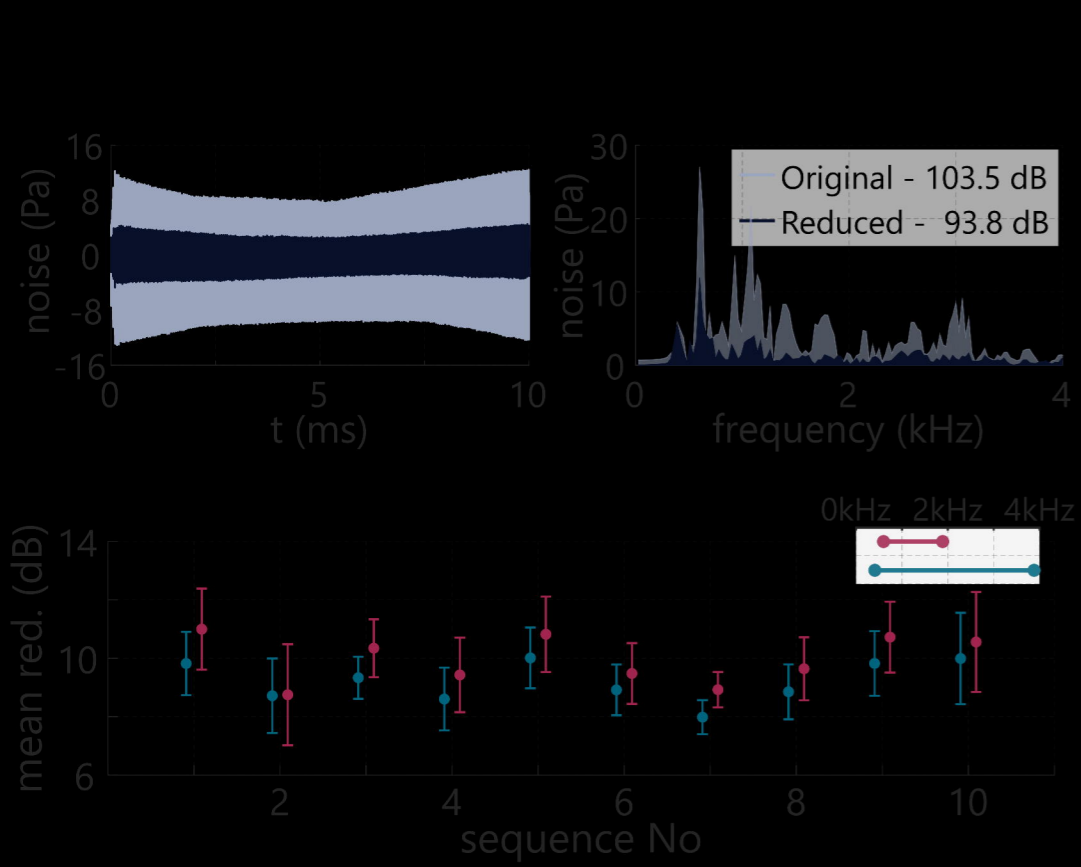 16
8
0
-8
-16
noise (Pa)
0
5
10
t (ms)
30
20
10
0
noise (Pa)
Original - 103.5 dB
Reduced - 93.8 dB
0
2
4
frequency (kHz)
0kHz 2kHz 4kHz
14
10
6
mean red. (dB)
2
4
6
8
10
sequence No